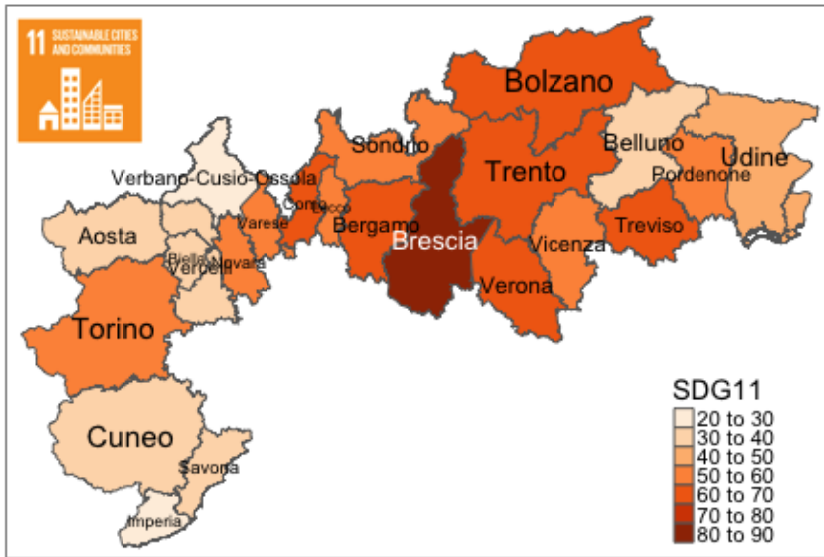 11 SUSTAINABLE CITIES
AND COMMUNITIES
Bolzano
Sondrio
Belluno
Trento
Udine
Verbano-Cusio-Ossola
Pordenone
Como
Lecco
Varese
Bergamo
Treviso
Aosta
Brescia
Vicenza
Biella
Novara
Vercelli
Verona
Torino
SDG11
20 to 30
30 to 40
Cuneo
40 to 50
50 to 60
Savona
60 to 70
70 to 80
Imperia
80 to 90